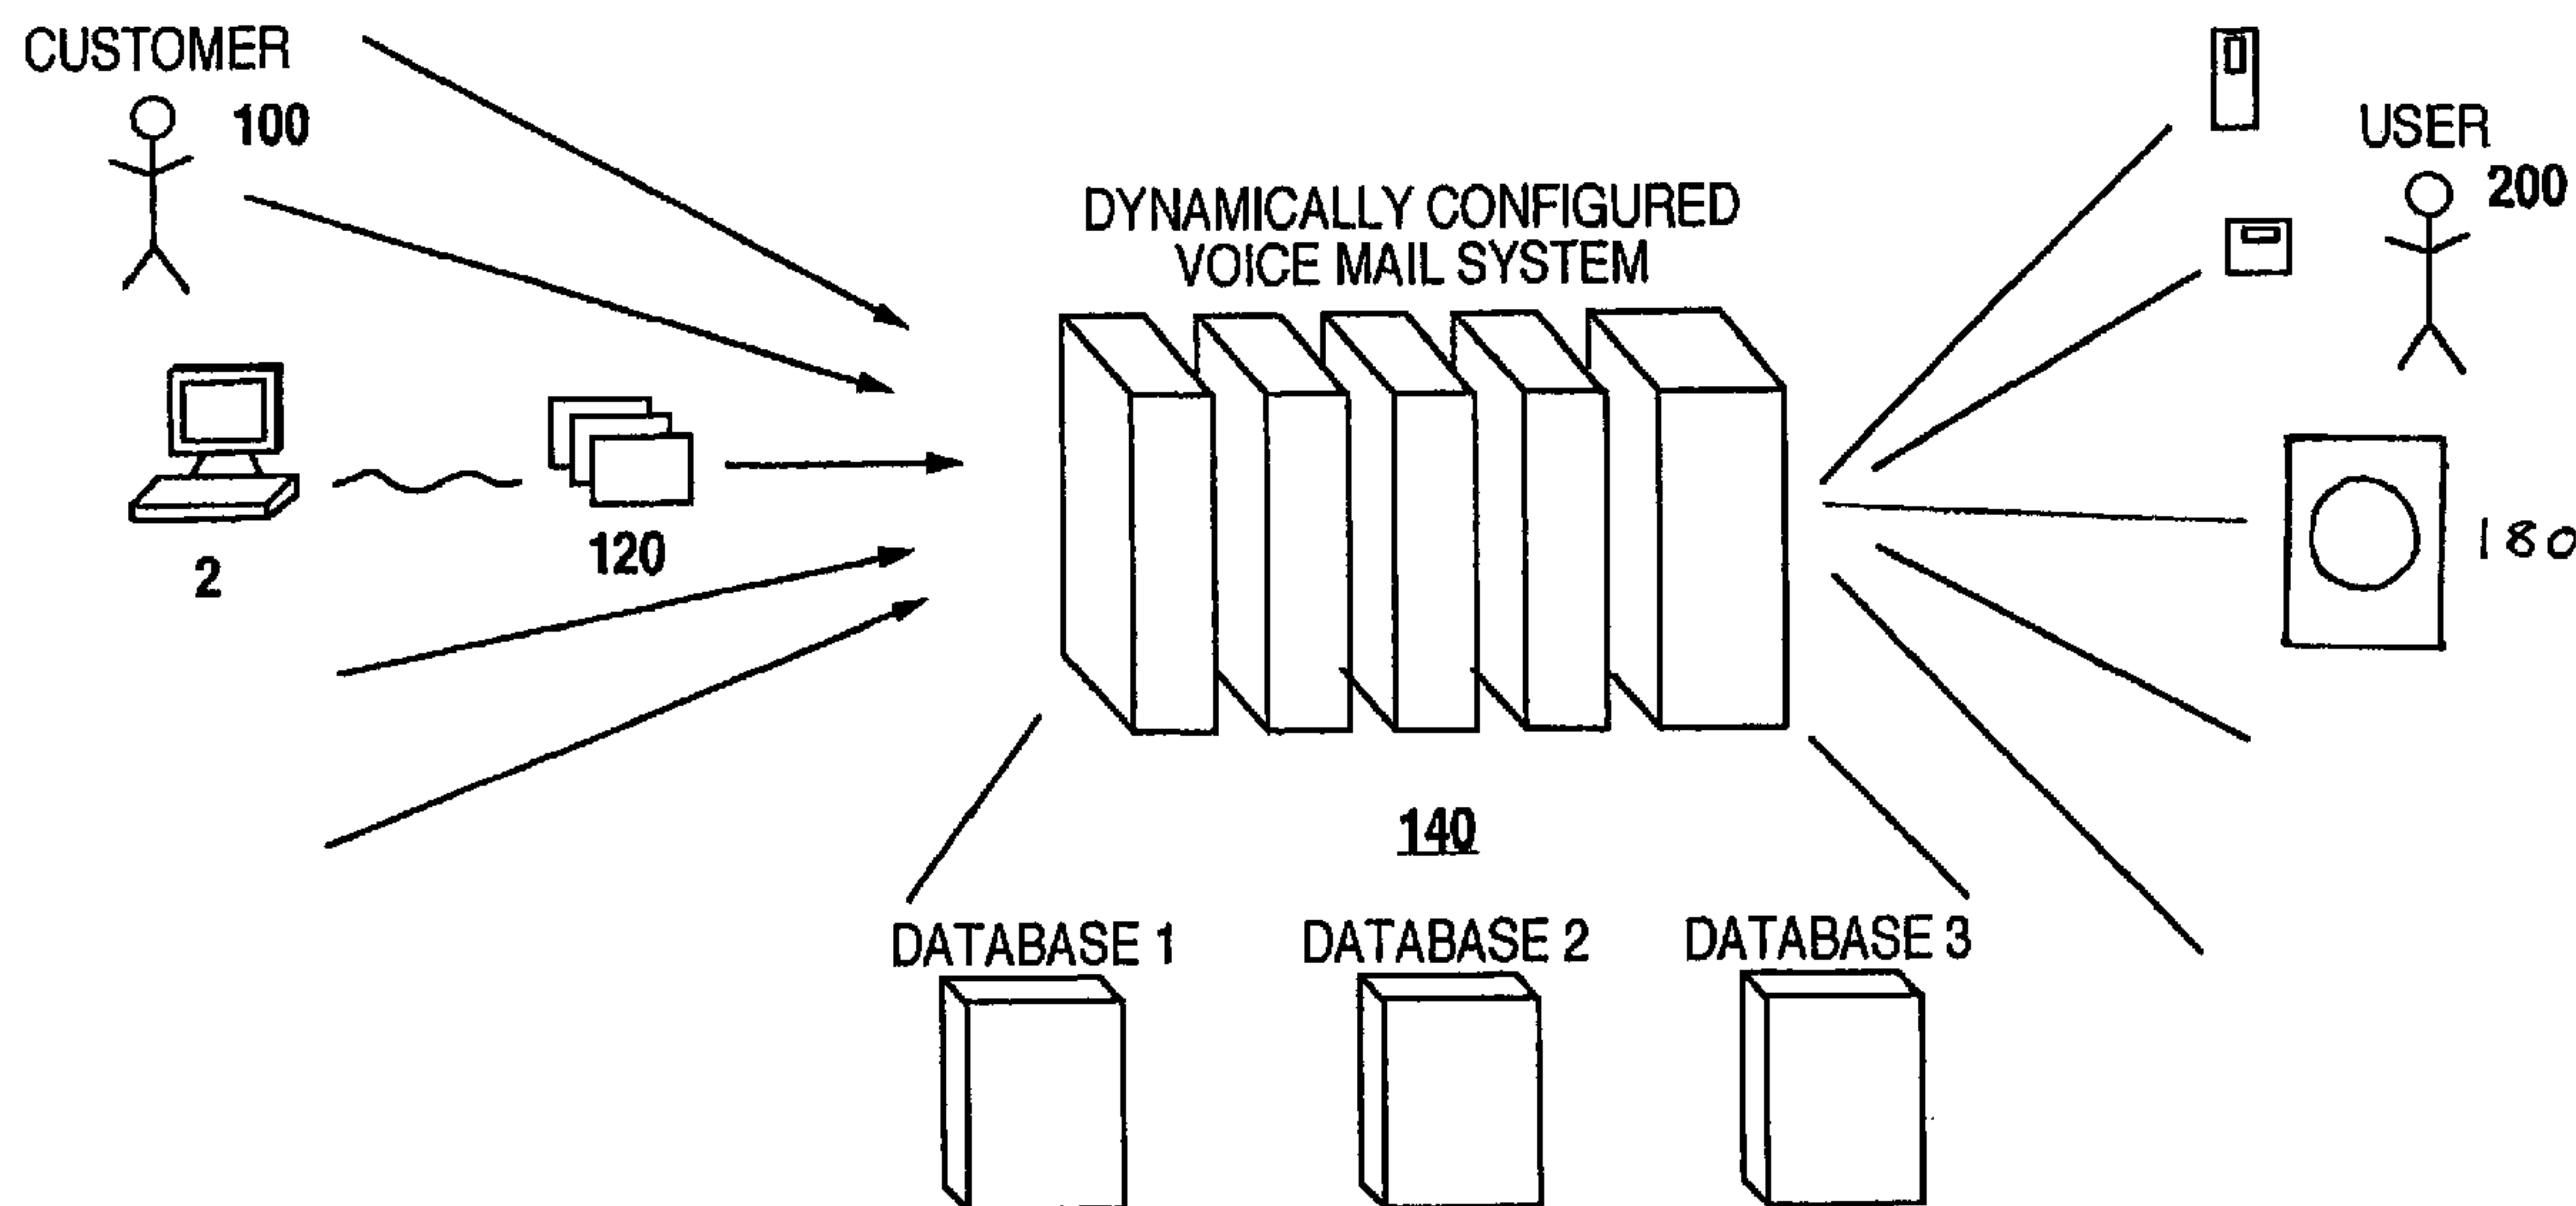 CUSTOMER
100
USER
200
DYNAMICALLY CONFIGURED
VOICE MAIL SYSTEM
2
120
180
140
DATABASE 1
DATABASE 2
DATABASE 3